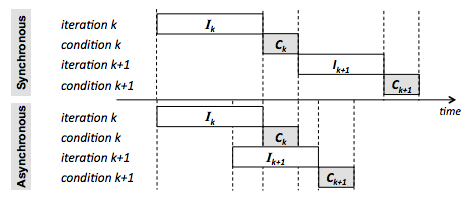 Synchronous
iteration k
I_k
condition k
C_k
iteration k+1
I_k+1
condition k+1
C_k+1
time
Asynchronous
iteration k
I_k
condition k
C_k
iteration k+1
I_k+1
condition k+1
C_k+1